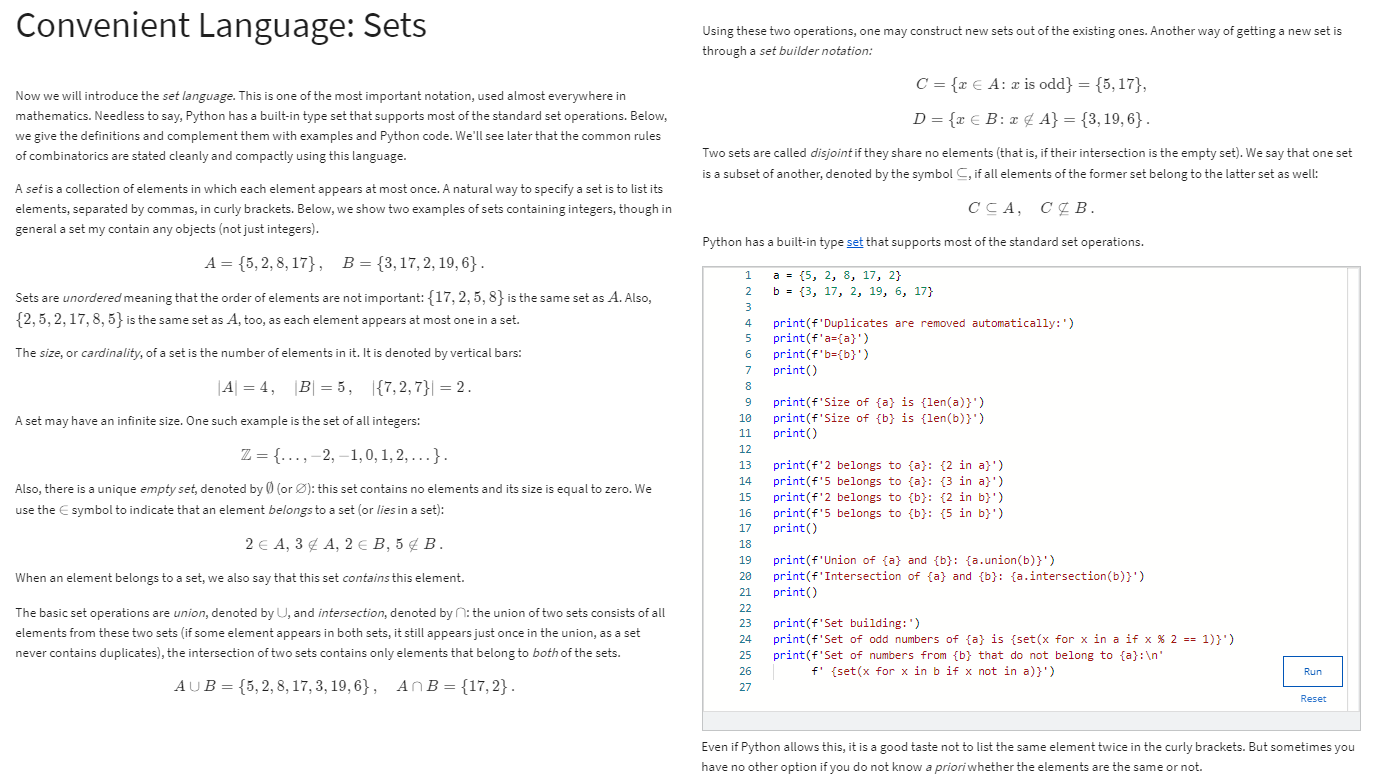 Convenient Language: Sets
Now we will introduce the set language. This is one of the most important notation, used almost everywhere in
mathematics. Needless to say, Python has a built-in type set that supports most of the standard set operations. Below,
we give the definitions and complement them with examples and Python code. We'll see later that the common rules
of combinatorics are stated cleanly and compactly using this language.
A set is a collection of elements in which each element appears at most once. A natural way to specify a set is to list its
elements, separated by commas, in curly brackets. Below, we show two examples of sets containing integers, though in
general a set my contain any objects (not just integers).
A = {5, 2, 8, 17} , B = {3, 17, 2, 19, 6} .
Sets are unordered meaning that the order of elements are not important: {17, 2, 5, 8} is the same set as A. Also,
{2, 5, 2, 17, 8, 5} is the same set as A, too, as each element appears at most one in a set.
The size, or cardinality, of a set is the number of elements in it. It is denoted by vertical bars:
|A| = 4 , |B| = 5 , |{7, 2, 7}| = 2 .
A set may have an infinite size. One such example is the set of all integers:
ℤ = {. . . , −2, −1, 0, 1, 2, . . . } .
Also, there is a unique empty set, denoted by ∅ (or ∅): this set contains no elements and its size is equal to zero. We
use the ∈ symbol to indicate that an element belongs to a set (or lies in a set):
2 ∈ A, 3 ∉ A, 2 ∈ B, 5 ∉ B .
When an element belongs to a set, we also say that this set contains this element.
The basic set operations are union, denoted by ∪, and intersection, denoted by ∩: the union of two sets consists of all
elements from these two sets (if some element appears in both sets, it still appears just once in the union, as a set
never contains duplicates), the intersection of two sets contains only elements that belong to both of the sets.
A ∪ B = {5, 2, 8, 17, 3, 19, 6} , A ∩ B = {17, 2} .
Using these two operations, one may construct new sets out of the existing ones. Another way of getting a new set is
through a set builder notation:
C = {x ∈ A: x is odd} = {5, 17},
D = {x ∈ B: x ∉ A} = {3, 19, 6} .
Two sets are called disjoint if they share no elements (that is, if their intersection is the empty set). We say that one set
is a subset of another, denoted by the symbol ⊆, if all elements of the former set belong to the latter set as well:
C ⊆ A, C ⊈ B .
Python has a built-in type set that supports most of the standard set operations.
1 a = {5, 2, 8, 17, 2}
2 b = {3, 17, 2, 19, 6, 17}
3
4 print(f'Duplicates are removed automatically:')
5 print(f'a={a}')
6 print(f'b={b}')
7 print()
8
9 print(f'Size of {a} is {len(a)}')
10 print(f'Size of {b} is {len(b)}')
11 print()
12
13 print(f'2 belongs to {a}: {2 in a}')
14 print(f'5 belongs to {a}: {3 in a}')
15 print(f'2 belongs to {b}: {2 in b}')
16 print(f'5 belongs to {b}: {5 in b}')
17 print()
18
19 print(f'Union of {a} and {b}: {a.union(b)}')
20 print(f'Intersection of {a} and {b}: {a.intersection(b)}')
21 print()
22
23 print(f'Set building:')
24 print(f'Set of odd numbers of {a} is {set(x for x in a if x % 2 == 1)}')
25 print(f'Set of numbers from {b} that do not belong to {a}:\n'
26 f' {set(x for x in b if x not in a)}')
27
Run
Reset
Even if Python allows this, it is a good taste not to list the same element twice in the curly brackets. But sometimes you
have no other option if you do not know a priori whether the elements are the same or not.